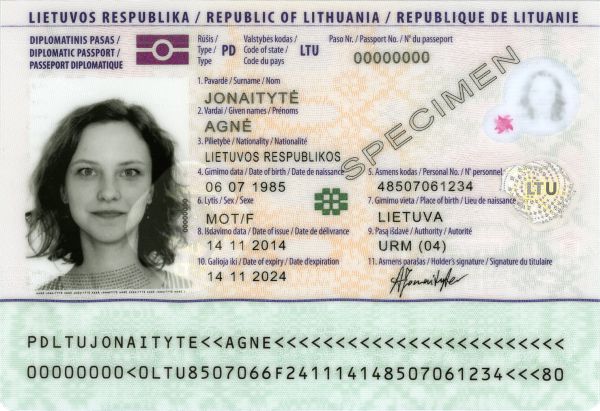 LIETUVOS RESPUBLIKA / REPUBLIC OF LITHUANIA / REPUBLIQUE DE LITUANIE
DIPLOMATINIS PASAS /
DIPLOMATIC PASSPORT /
PASSEPORT DIPLOMATIQUE
Rūšis /
Type /
Type
PD
Valstybės kodas /
Code of state /
Code du pays
LTU
Paso Nr. / Passport No. / N° du passeport
00000000
1. Pavardė / Surname / Nom
JONAITYTĖ
2. Vardai / Given names / Prénoms
AGNĖ
3. Pilietybė / Nationality / Nationalité
LIETUVOS RESPUBLIKOS
4. Gimimo data / Date of birth / Date de naissance
06 07 1985
5. Asmens kodas / Personal No. / N° personnel
48507061234
6. Lytis / Sex / Sexe
MOT/F
7. Gimimo vieta / Place of birth / Lieu de naissance
LIETUVA
8. Išdavimo data / Date of issue / Date de délivrance
14 11 2014
9. Pasą išdavė / Authority / Autorité
URM (04)
10. Galioja iki / Date of expiry / Date d'expiration
14 11 2024
11. Asmens parašas / Holder's signature / Signature du titulaire
SPECIMEN
LTU
00000000
PDLTUJONAITYTE<<AGNE<<<<<<<<<<<<<<<<<<<<<<<<
00000000<0LTU8507066F241114148507061234<<<80